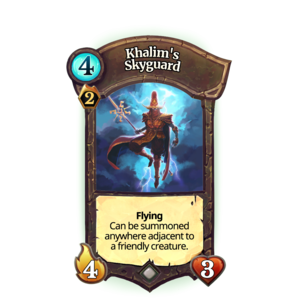 Khalim's
Skyguard
4
2
Flying
Can be summoned
anywhere adjacent to
a friendly creature.
4
3